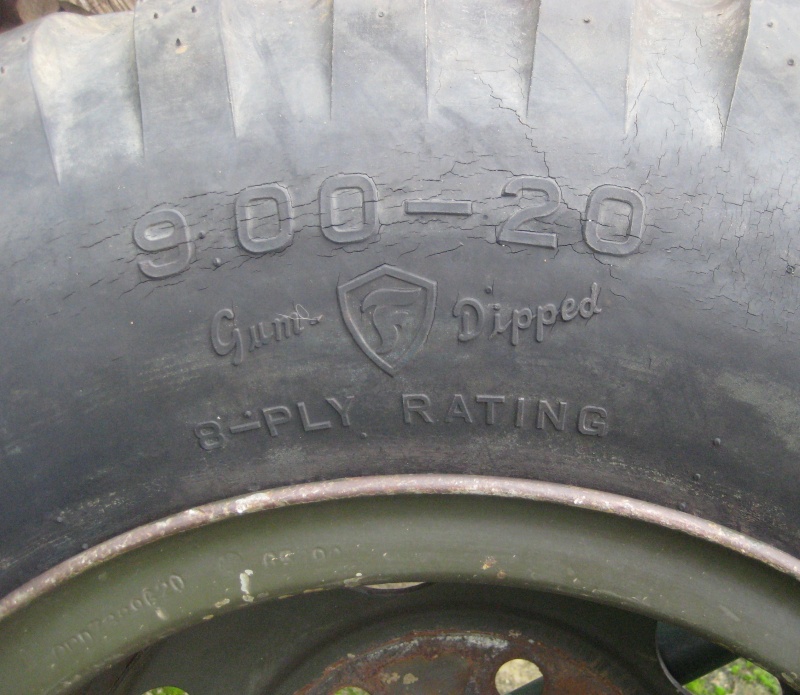 9.00-20
Gum- F Dipped
8-PLY RATING